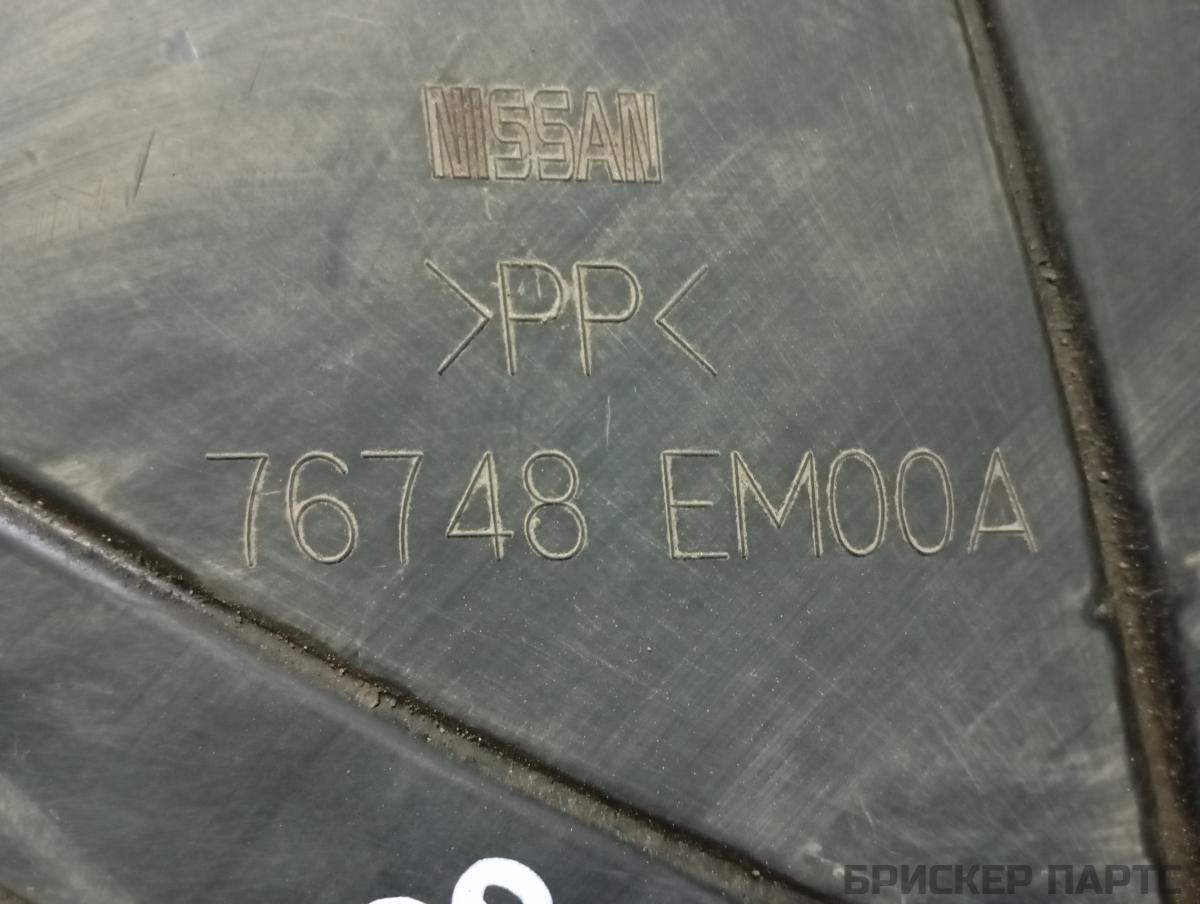 NISSAN
>PP<
76748 EM00A
БРИСКЕР ПАРТС